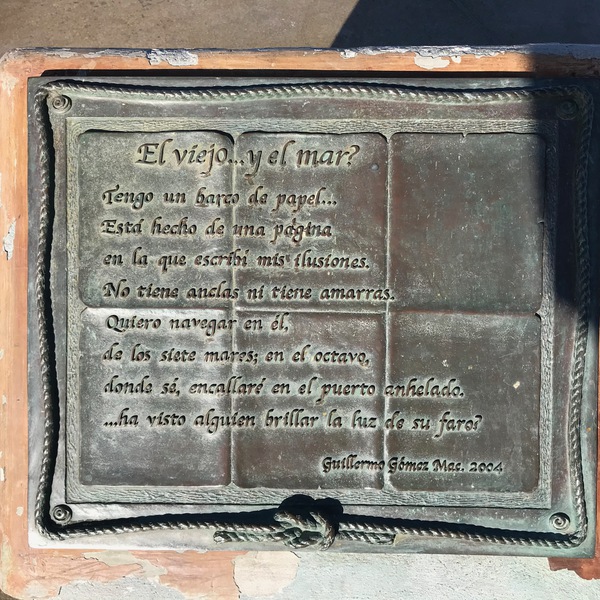 El viejo...y el mar?
Tengo un barco de papel...
Está hecho de una página
en la que escribí mis ilusiones.
No tiene anclas ni tiene amarras.
Quiero navegar en él,
de los siete mares; en el octavo,
donde sé, encallaré en el puerto anhelado.
...ha visto alguien brillar la luz de su faro?
Guillermo Gómez Mac. 2004